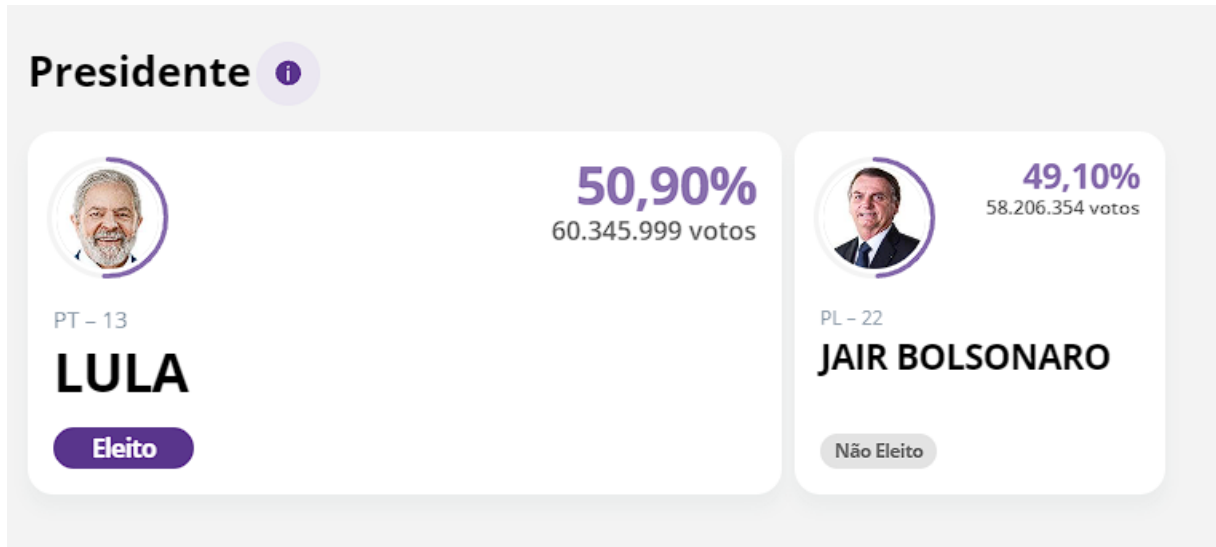 Presidente
50,90%
60.345.999 votos
PT – 13
LULA
Eleito
49,10%
58.206.354 votos
PL – 22
JAIR BOLSONARO
Não Eleito